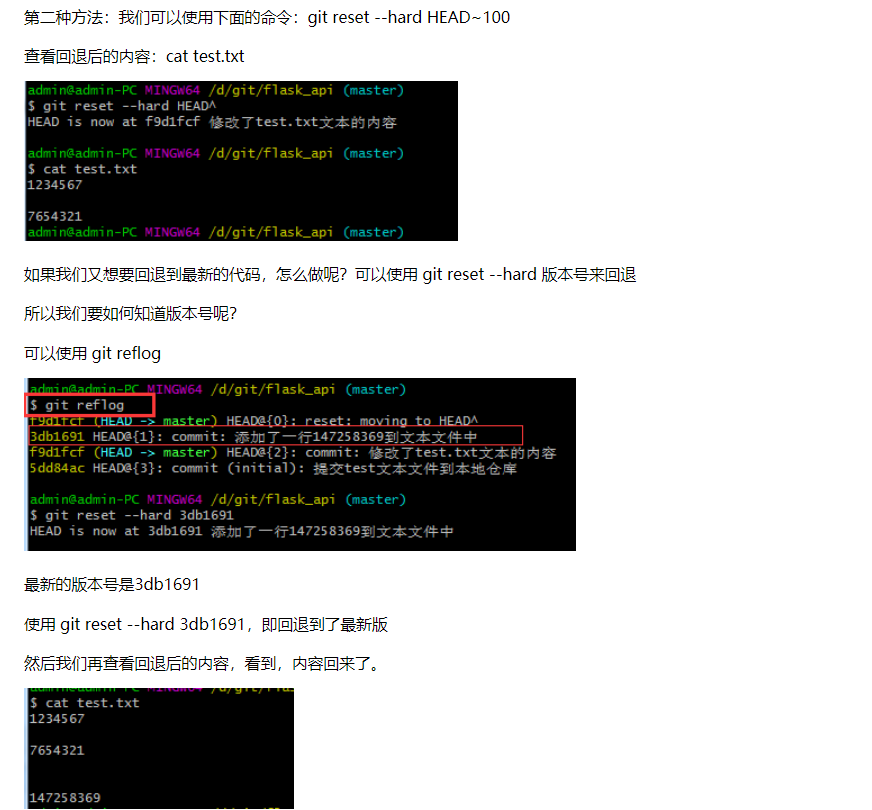 第二种方法：我们可以使用下面的命令：git reset --hard HEAD~100
查看回退后的内容：cat test.txt
admin@admin-PC MINGW64 /d/git/flask_api (master)
$ git reset --hard HEAD^
HEAD is now at f9d1fcf 修改了test.txt文本的内容
admin@admin-PC MINGW64 /d/git/flask_api (master)
$ cat test.txt
1234567
7654321
admin@admin-PC MINGW64 /d/git/flask_api (master)
如果我们又想要回退到最新的代码，怎么做呢？可以使用 git reset --hard 版本号来回退
所以我们要如何知道版本号呢？
可以使用 git reflog
admin@admin-PC MINGW64 /d/git/flask_api (master)
$ git reflog
f9d1fcf (HEAD -> master) HEAD@{0}: reset: moving to HEAD^
3db1691 HEAD@{1}: commit: 添加了一行147258369到文本文件中
f9d1fcf (HEAD -> master) HEAD@{2}: commit: 修改了test.txt文本的内容
5dd84ac HEAD@{3}: commit (initial): 提交test文本文件到本地仓库
admin@admin-PC MINGW64 /d/git/flask_api (master)
$ git reset --hard 3db1691
HEAD is now at 3db1691 添加了一行147258369到文本文件中
最新的版本号是3db1691
使用 git reset --hard 3db1691，即回退到了最新版
然后我们再查看回退后的内容，看到，内容回来了。
$ cat test.txt
1234567
7654321
147258369